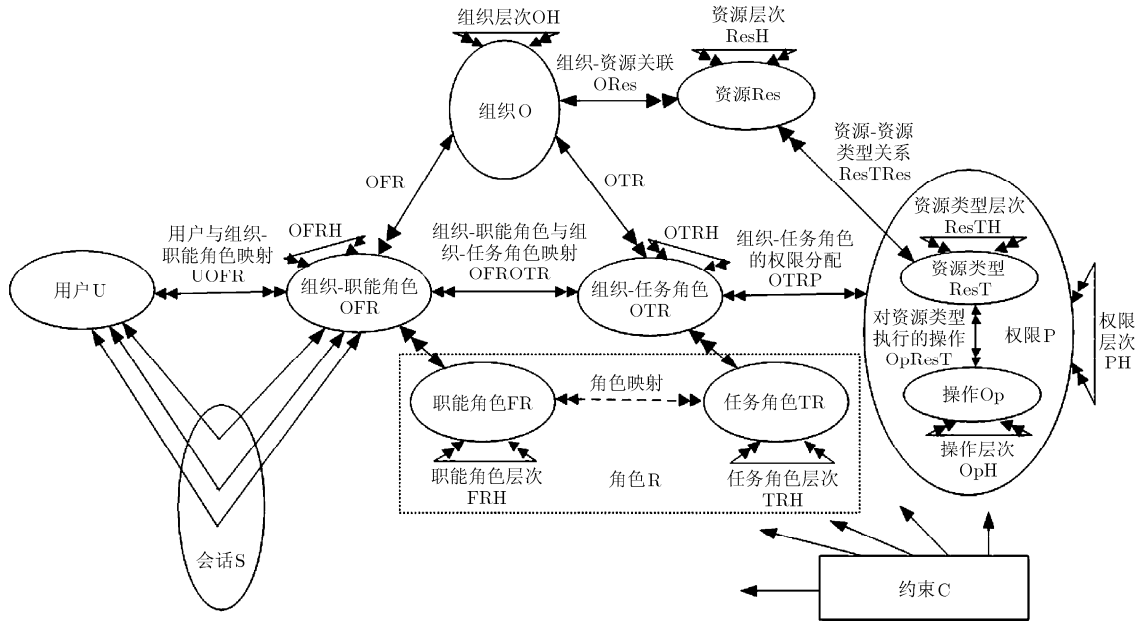 组织层次OH
资源层次
ResH
组织-资源关联
ORes
组织O
资源Res
资源-资源
类型关系
ResTRes
OFR
OTR
用户与组织-
职能角色映射
UOFR
OFRH
组织-职能角色与组
织-任务角色映射
OFROTR
OTRH
组织-任务角色
的权限分配
OTRP
资源类型层次
ResTH
资源类型
ResT
用户U
组织-职能角色
OFR
组织-任务角色
OTR
对资源类型
执行的操作
OpResT
权限P
权限
层次
PH
职能角色FR
角色映射
任务角色TR
操作Op
操作层次
OpH
职能角色层次
FRH
角色R
任务角色层次
TRH
会话S
约束C